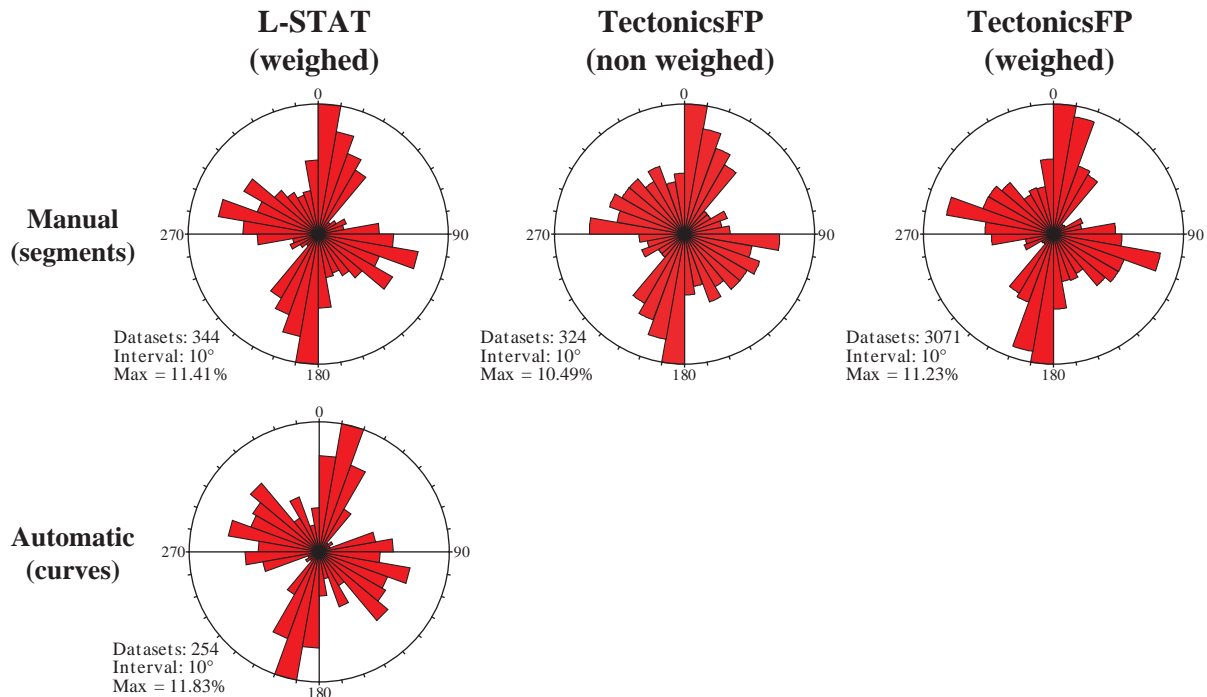 L-STAT
(weighed)
TectonicsFP
(non weighed)
TectonicsFP
(weighed)
Manual
(segments)
0
90
180
270
Datasets: 344
Interval: 10°
Max = 11.41%
0
90
180
270
Datasets: 324
Interval: 10°
Max = 10.49%
0
90
180
270
Datasets: 3071
Interval: 10°
Max = 11.23%
Automatic
(curves)
0
90
180
270
Datasets: 254
Interval: 10°
Max = 11.83%